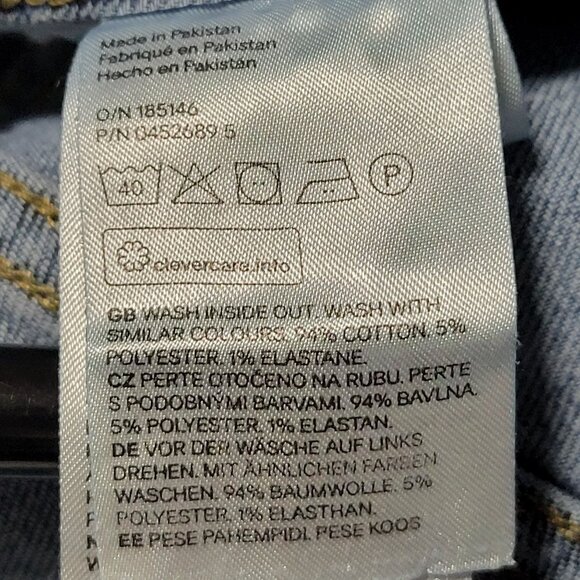 Made in Pakistan
Fabriqué en Pakistan
Hecho en Pakistán
O/N 185146
P/N 0452689 5
40
P
clevercare.info
GB WASH INSIDE OUT. WASH WITH
SIMILAR COLOURS. 94% COTTON. 5%
POLYESTER. 1% ELASTANE.
CZ PERTE OTOČENO NA RUBU. PERTE
S PODOBNÝMI BARVAMI. 94% BAVLNA.
5% POLYESTER. 1% ELASTAN.
DE VOR DER WÄSCHE AUF LINKS
DREHEN. MIT ÄHNLICHEN FARBEN
WASCHEN. 94% BAUMWOLLE. 5%
POLYESTER. 1% ELASTHAN.
EE PESE PAHEMPIDI. PESE KOOS